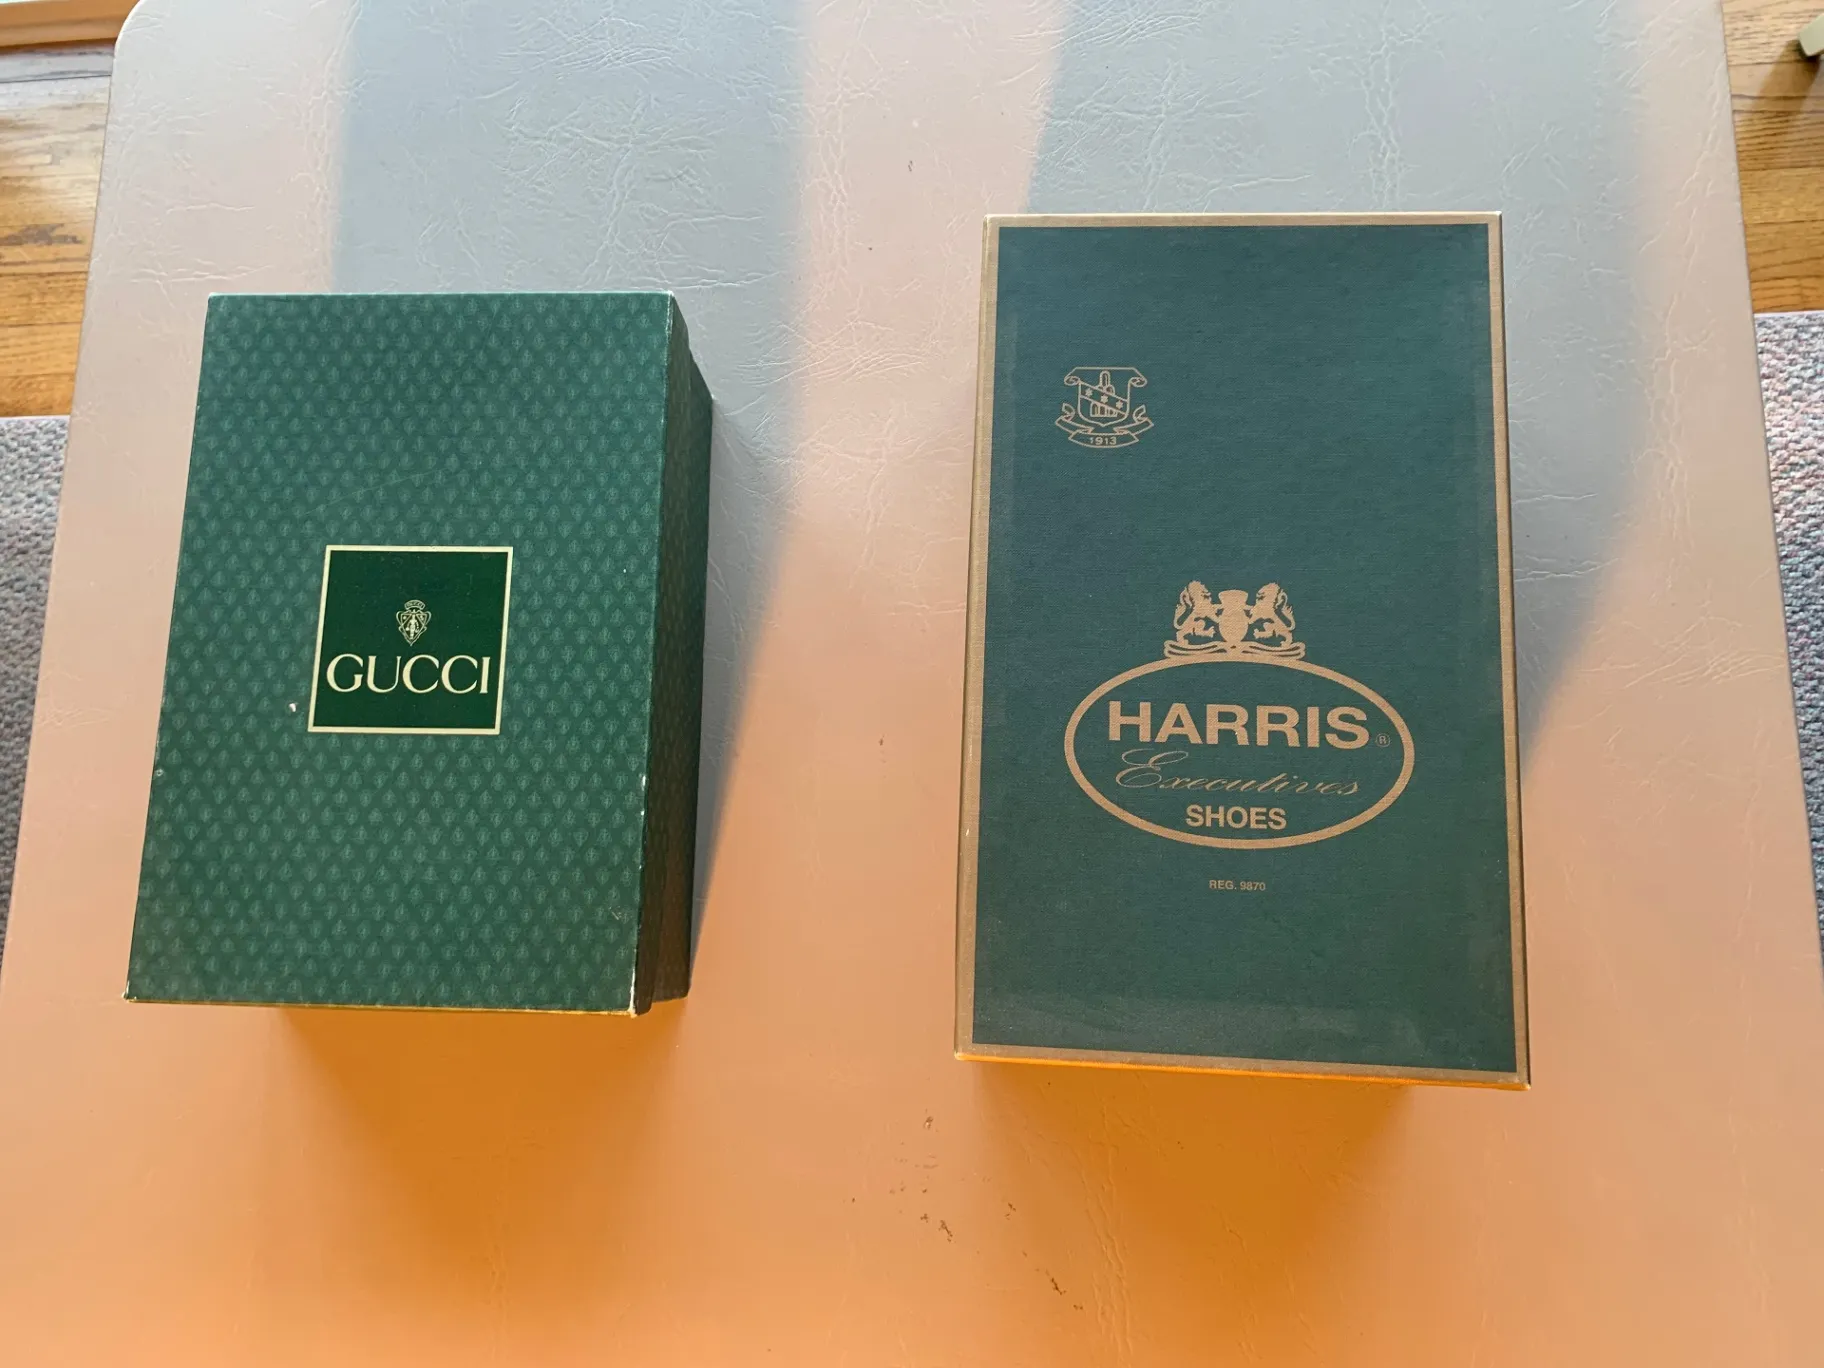 GUCCI
1913
HARRIS®
Executives
SHOES
REG. 9870